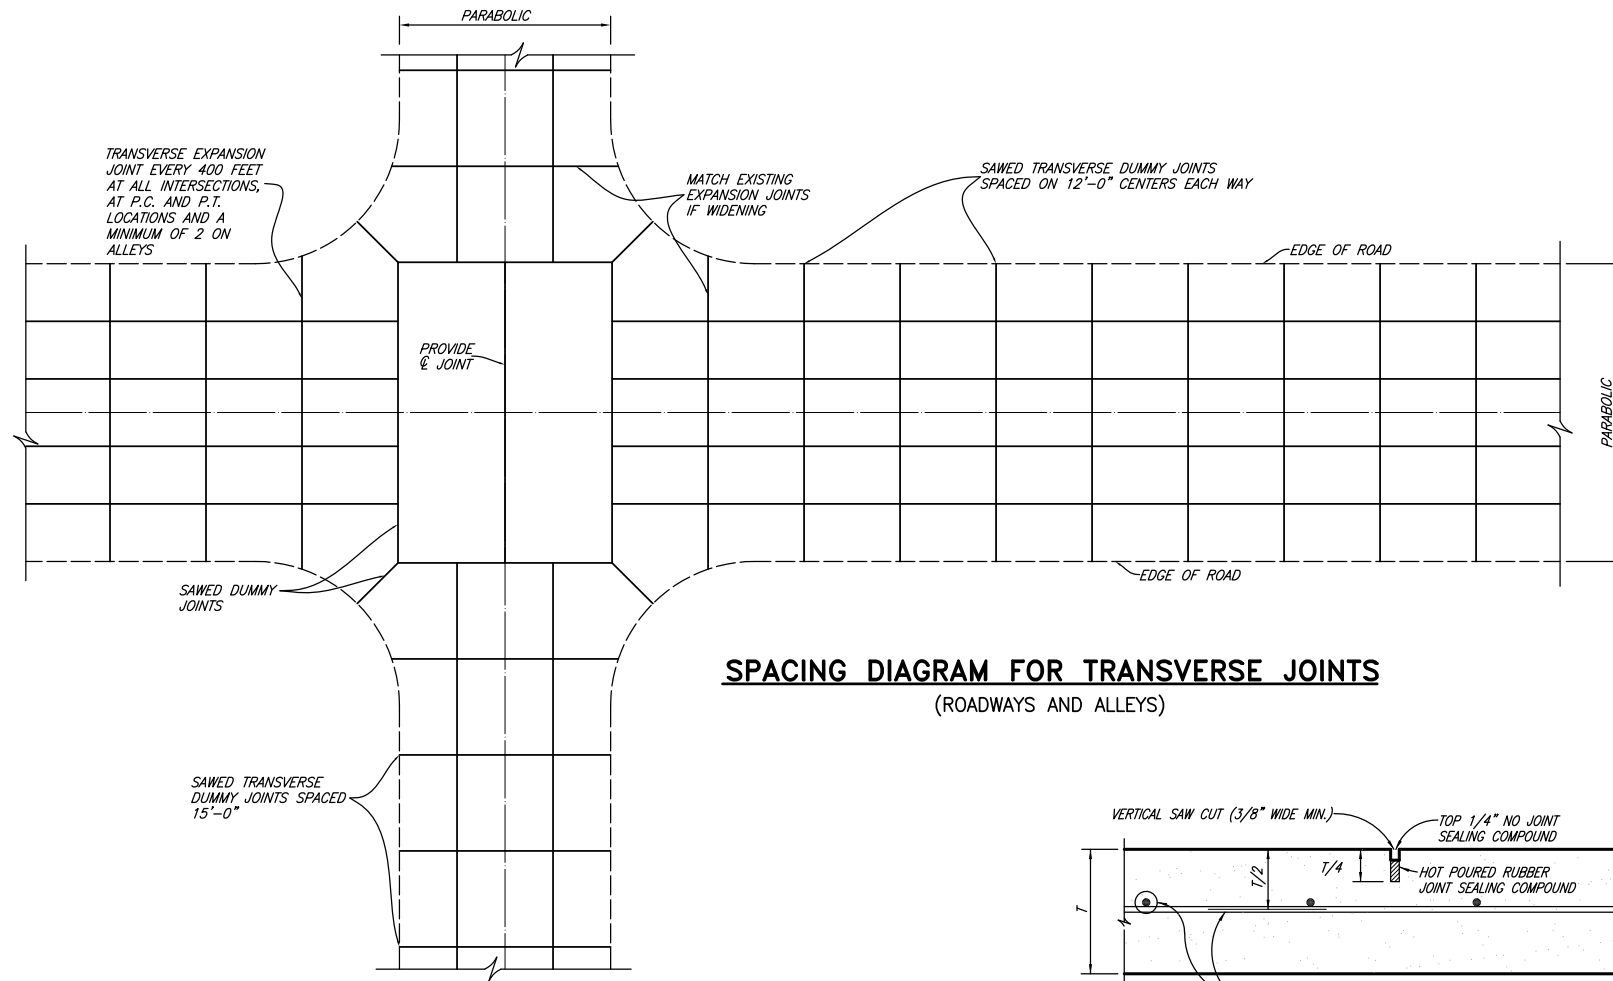 PARABOLIC
TRANSVERSE EXPANSION
JOINT EVERY 400 FEET
AT ALL INTERSECTIONS,
AT P.C. AND P.T.
LOCATIONS AND A
MINIMUM OF 2 ON
ALLEYS
MATCH EXISTING
EXPANSION JOINTS
IF WIDENING
SAWED TRANSVERSE DUMMY JOINTS
SPACED ON 12'-0" CENTERS EACH WAY
EDGE OF ROAD
PROVIDE
℄ JOINT
PARABOLIC
SAWED DUMMY
JOINTS
EDGE OF ROAD
SPACING DIAGRAM FOR TRANSVERSE JOINTS
(ROADWAYS AND ALLEYS)
SAWED TRANSVERSE
DUMMY JOINTS SPACED
15'-0"
VERTICAL SAW CUT (3/8" WIDE MIN.)
TOP 1/4" NO JOINT
SEALING COMPOUND
T/4
T/2
HOT POURED RUBBER
JOINT SEALING COMPOUND
T